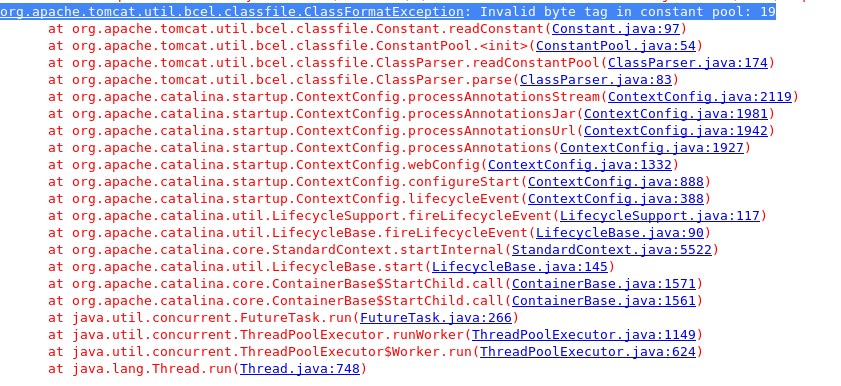 org.apache.tomcat.util.bcel.classfile.ClassFormatException: Invalid byte tag in constant pool: 19
at org.apache.tomcat.util.bcel.classfile.Constant.readConstant(Constant.java:97)
at org.apache.tomcat.util.bcel.classfile.ConstantPool.<init>(ConstantPool.java:54)
at org.apache.tomcat.util.bcel.classfile.ClassParser.readConstantPool(ClassParser.java:174)
at org.apache.tomcat.util.bcel.classfile.ClassParser.parse(ClassParser.java:83)
at org.apache.catalina.startup.ContextConfig.processAnnotationsStream(ContextConfig.java:2119)
at org.apache.catalina.startup.ContextConfig.processAnnotationsJar(ContextConfig.java:1981)
at org.apache.catalina.startup.ContextConfig.processAnnotationsUrl(ContextConfig.java:1942)
at org.apache.catalina.startup.ContextConfig.processAnnotations(ContextConfig.java:1927)
at org.apache.catalina.startup.ContextConfig.webConfig(ContextConfig.java:1332)
at org.apache.catalina.startup.ContextConfig.configureStart(ContextConfig.java:888)
at org.apache.catalina.startup.ContextConfig.lifecycleEvent(ContextConfig.java:388)
at org.apache.catalina.util.LifecycleSupport.fireLifecycleEvent(LifecycleSupport.java:117)
at org.apache.catalina.util.LifecycleBase.fireLifecycleEvent(LifecycleBase.java:90)
at org.apache.catalina.core.StandardContext.startInternal(StandardContext.java:5522)
at org.apache.catalina.util.LifecycleBase.start(LifecycleBase.java:145)
at org.apache.catalina.core.ContainerBase$StartChild.call(ContainerBase.java:1571)
at org.apache.catalina.core.ContainerBase$StartChild.call(ContainerBase.java:1561)
at java.util.concurrent.FutureTask.run(FutureTask.java:266)
at java.util.concurrent.ThreadPoolExecutor.runWorker(ThreadPoolExecutor.java:1149)
at java.util.concurrent.ThreadPoolExecutor$Worker.run(ThreadPoolExecutor.java:624)
at java.lang.Thread.run(Thread.java:748)